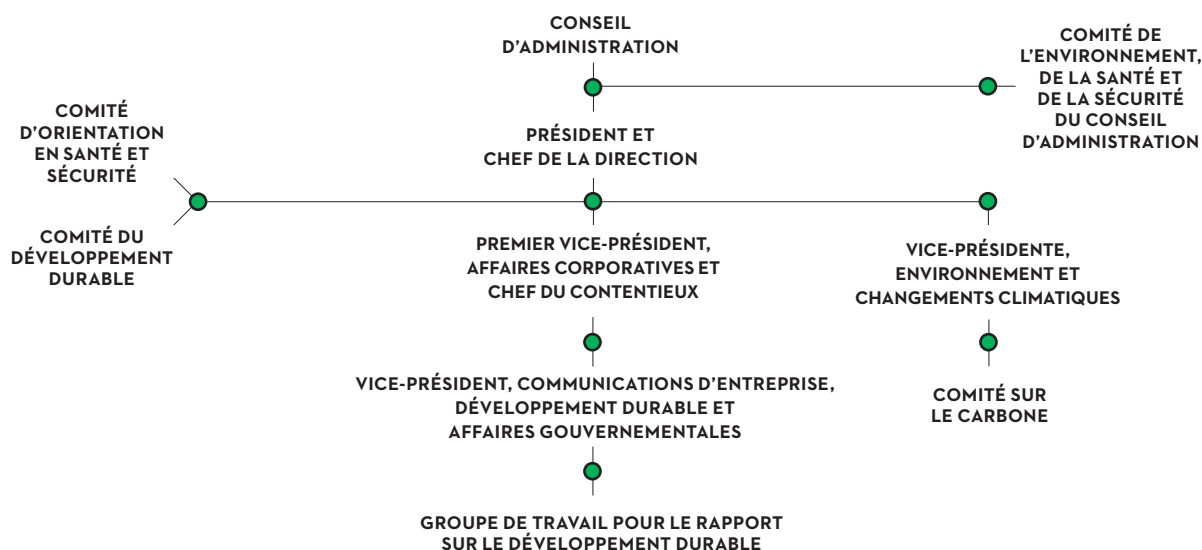 CONSEIL
D'ADMINISTRATION
COMITÉ DE
L'ENVIRONNEMENT,
DE LA SANTÉ ET
DE LA SÉCURITÉ
DU CONSEIL
D'ADMINISTRATION
COMITÉ
D'ORIENTATION
EN SANTÉ ET
SÉCURITÉ
PRÉSIDENT ET
CHEF DE LA DIRECTION
COMITÉ DU
DÉVELOPPEMENT
DURABLE
PREMIER VICE-PRÉSIDENT,
AFFAIRES CORPORATIVES ET
CHEF DU CONTENTIEUX
VICE-PRÉSIDENTE,
ENVIRONNEMENT ET
CHANGEMENTS CLIMATIQUES
VICE-PRÉSIDENT, COMMUNICATIONS D'ENTREPRISE,
DÉVELOPPEMENT DURABLE ET
AFFAIRES GOUVERNEMENTALES
COMITÉ SUR
LE CARBONE
GROUPE DE TRAVAIL POUR LE RAPPORT
SUR LE DÉVELOPPEMENT DURABLE